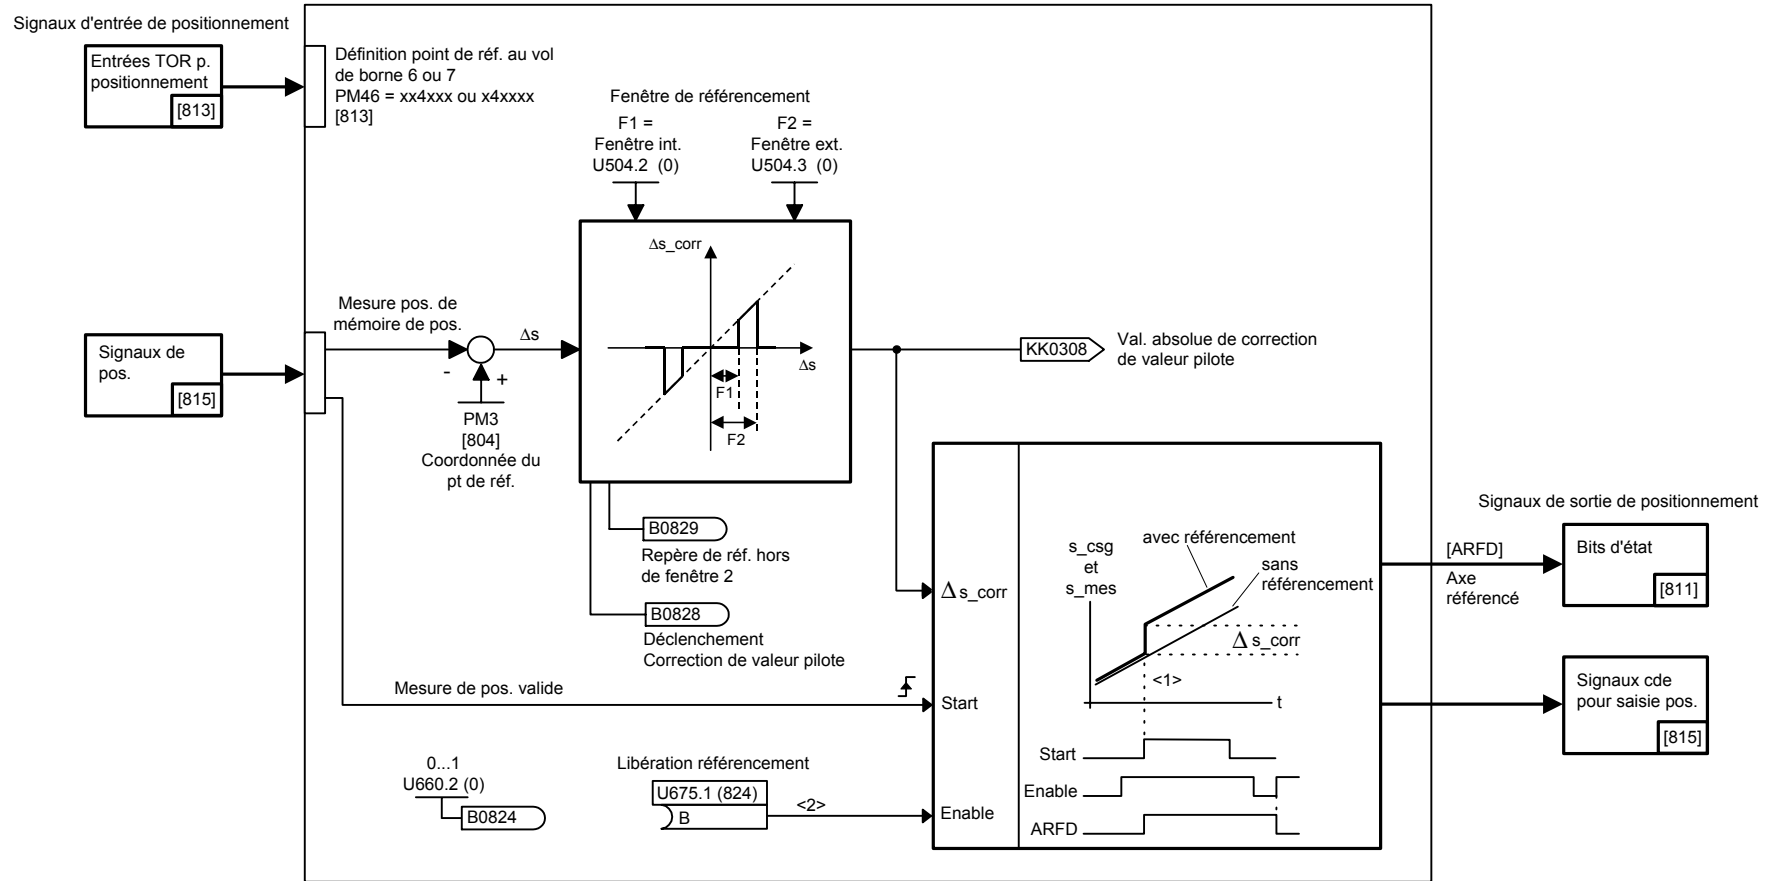 Signaux d'entrée de positionnement
Entrées TOR p.
positionnement
[813]
Définition point de réf. au vol
de borne 6 ou 7
PM46 = xx4xxx ou x4xxxx
[813]
Fenêtre de référencement
F1 =
Fenêtre int.
U504.2 (0)
F2 =
Fenêtre ext.
U504.3 (0)
Δs_corr
Δs
F1
F2
Mesure pos. de
mémoire de pos.
Δs
-
+
PM3
[804]
Coordonnée du
pt de réf.
Signaux de
pos.
[815]
KK0308
Val. absolue de correction
de valeur pilote
B0829
Repère de réf. hors
de fenêtre 2
B0828
Déclenchement
Correction de valeur pilote
Mesure de pos. valide
0...1
U660.2 (0)
B0824
Libération référencement
U675.1 (824)
B
<2>
Δ s_corr
Start
Enable
s_csg
et
s_mes
avec référencement
sans
référencement
Δ s_corr
<1>
t
Start
Enable
ARFD
Signaux de sortie de positionnement
[ARFD]
Axe
référencé
Bits d'état
[811]
Signaux cde
pour saisie pos.
[815]